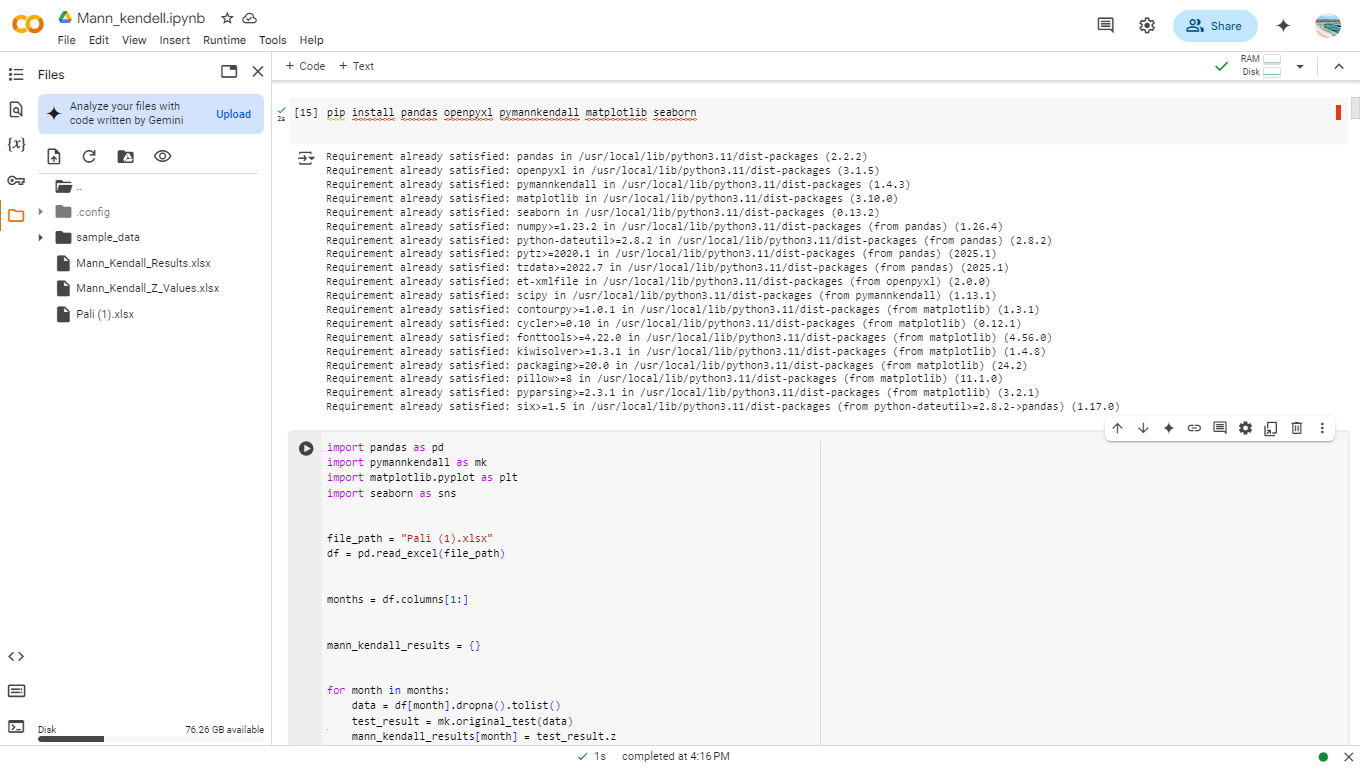 Mann_kendell.ipynb
File Edit View Insert Runtime Tools Help
Share
Files
+ Code + Text
RAM
Disk
Analyze your files with
code written by Gemini
Upload
{x}
..
.config
sample_data
Mann_Kendall_Results.xlsx
Mann_Kendall_Z_Values.xlsx
Pali (1).xlsx
Disk 76.26 GB available
2s
[15] pip install pandas openpyxl pymannkendall matplotlib seaborn
Requirement already satisfied: pandas in /usr/local/lib/python3.11/dist-packages (2.2.2)
Requirement already satisfied: openpyxl in /usr/local/lib/python3.11/dist-packages (3.1.5)
Requirement already satisfied: pymannkendall in /usr/local/lib/python3.11/dist-packages (1.4.3)
Requirement already satisfied: matplotlib in /usr/local/lib/python3.11/dist-packages (3.10.0)
Requirement already satisfied: seaborn in /usr/local/lib/python3.11/dist-packages (0.13.2)
Requirement already satisfied: numpy>=1.23.2 in /usr/local/lib/python3.11/dist-packages (from pandas) (1.26.4)
Requirement already satisfied: python-dateutil>=2.8.2 in /usr/local/lib/python3.11/dist-packages (from pandas) (2.8.2)
Requirement already satisfied: pytz>=2020.1 in /usr/local/lib/python3.11/dist-packages (from pandas) (2025.1)
Requirement already satisfied: tzdata>=2022.7 in /usr/local/lib/python3.11/dist-packages (from pandas) (2025.1)
Requirement already satisfied: et-xmlfile in /usr/local/lib/python3.11/dist-packages (from openpyxl) (2.0.0)
Requirement already satisfied: scipy in /usr/local/lib/python3.11/dist-packages (from pymannkendall) (1.13.1)
Requirement already satisfied: contourpy>=1.0.1 in /usr/local/lib/python3.11/dist-packages (from matplotlib) (1.3.1)
Requirement already satisfied: cycler>=0.10 in /usr/local/lib/python3.11/dist-packages (from matplotlib) (0.12.1)
Requirement already satisfied: fonttools>=4.22.0 in /usr/local/lib/python3.11/dist-packages (from matplotlib) (4.56.0)
Requirement already satisfied: kiwisolver>=1.3.1 in /usr/local/lib/python3.11/dist-packages (from matplotlib) (1.4.8)
Requirement already satisfied: packaging>=20.0 in /usr/local/lib/python3.11/dist-packages (from matplotlib) (24.2)
Requirement already satisfied: pillow>=8 in /usr/local/lib/python3.11/dist-packages (from matplotlib) (11.1.0)
Requirement already satisfied: pyparsing>=2.3.1 in /usr/local/lib/python3.11/dist-packages (from matplotlib) (3.2.1)
Requirement already satisfied: six>=1.5 in /usr/local/lib/python3.11/dist-packages (from python-dateutil>=2.8.2->pandas) (1.17.0)
import pandas as pd
import pymannkendall as mk
import matplotlib.pyplot as plt
import seaborn as sns
file_path = "Pali (1).xlsx"
df = pd.read_excel(file_path)
months = df.columns[1:]
mann_kendall_results = {}
for month in months:
    data = df[month].dropna().tolist()
    test_result = mk.original_test(data)
    mann_kendall_results[month] = test_result.z
1s completed at 4:16 PM